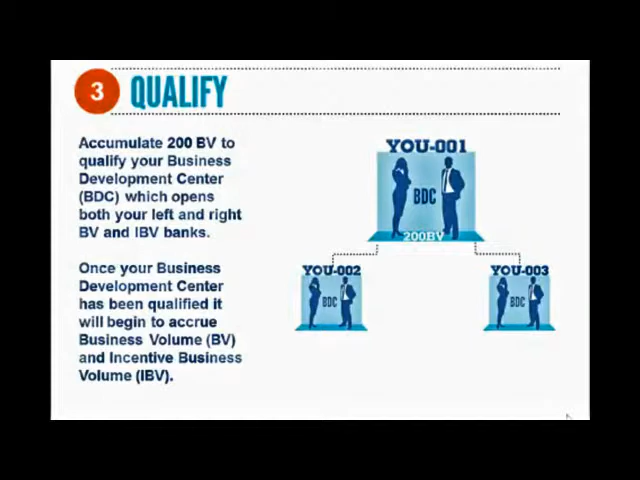 3 QUALIFY
Accumulate 200 BV to
qualify your Business
Development Center
(BDC) which opens
both your left and right
BV and IBV banks.
Once your Business
Development Center
has been qualified it
will begin to accrue
Business Volume (BV)
and Incentive Business
Volume (IBV).
YOU-001
BDC
200BV
YOU-002
BDC
YOU-003
BDC